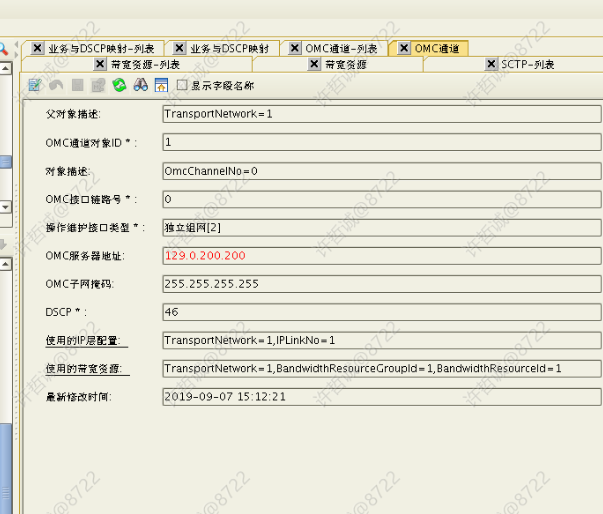 业务与DSCP映射-列表 业务与DSCP映射 OMC通道-列表 OMC通道
带宽资源-列表 带宽资源 SCTP-列表
显示字段名称
父对象描述: TransportNetwork=1
OMC通道对象ID * : 1
对象描述: OmcChannelNo=0
OMC接口链路号 * : 0
操作维护接口类型 * : 独立组网[2]
OMC服务器地址: 129.0.200.200
OMC子网掩码: 255.255.255.255
DSCP * : 46
使用的IP层配置: TransportNetwork=1,IPLinkNo=1
使用的带宽资源: TransportNetwork=1,BandwidthResourceGroupId=1,BandwidthResourceId=1
最新修改时间: 2019-09-07 15:12:21
许哲诚@8722